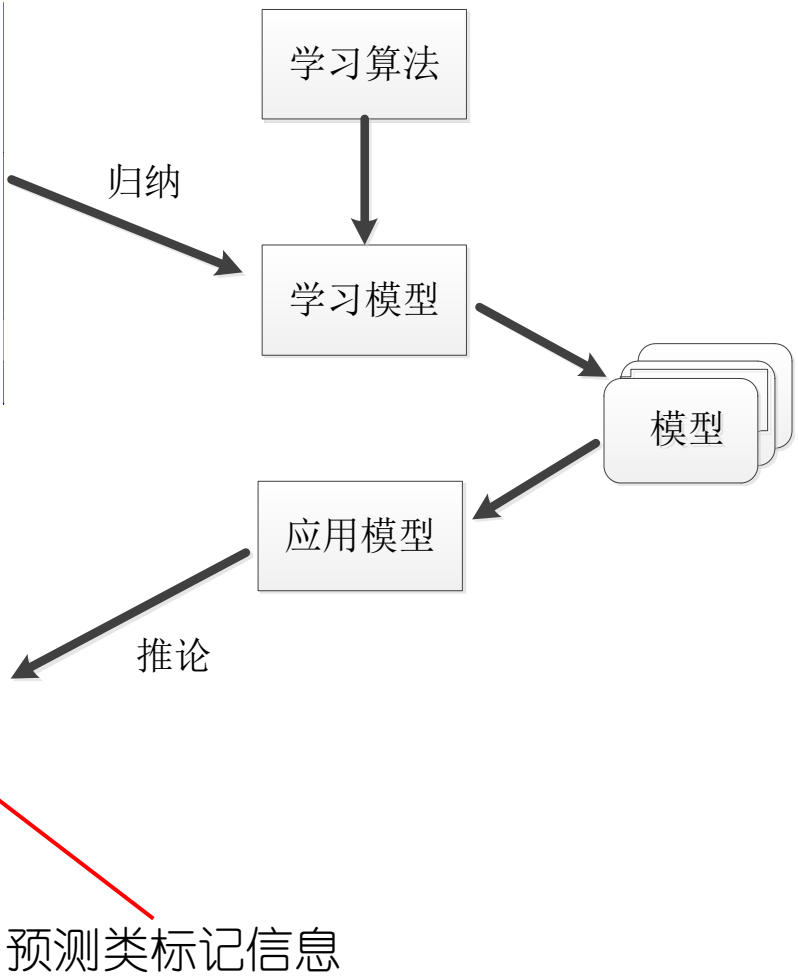 学习算法
归纳
学习模型
模型
应用模型
推论
预测类标记信息